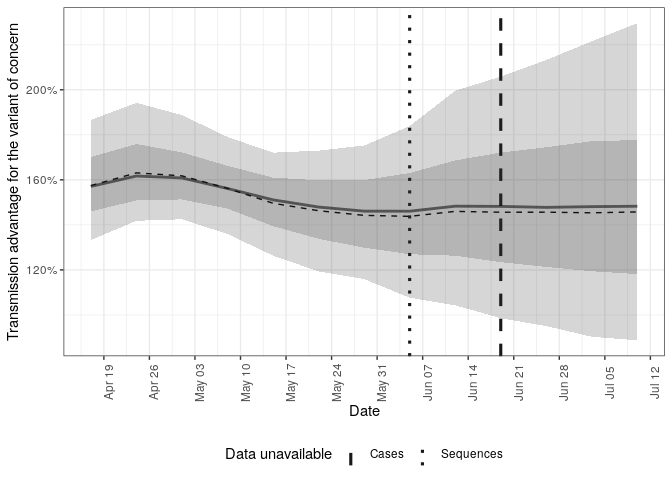 Transmission advantage for the variant of concern
200%
160%
120%
Apr 19
Apr 26
May 03
May 10
May 17
May 24
May 31
Jun 07
Jun 14
Jun 21
Jun 28
Jul 05
Jul 12
Date
Data unavailable Cases Sequences